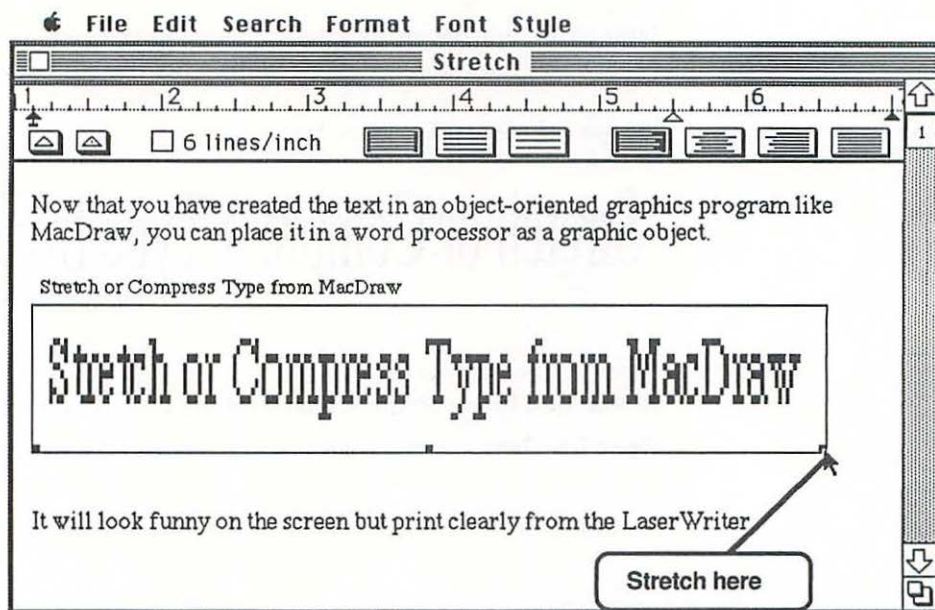 File Edit Search Format Font Style
Stretch
1 2 3 4 5 6
6 lines/inch
1
Now that you have created the text in an object-oriented graphics program like
MacDraw, you can place it in a word processor as a graphic object.
Stretch or Compress Type from MacDraw
Stretch or Compress Type from MacDraw
It will look funny on the screen but print clearly from the LaserWriter
Stretch here